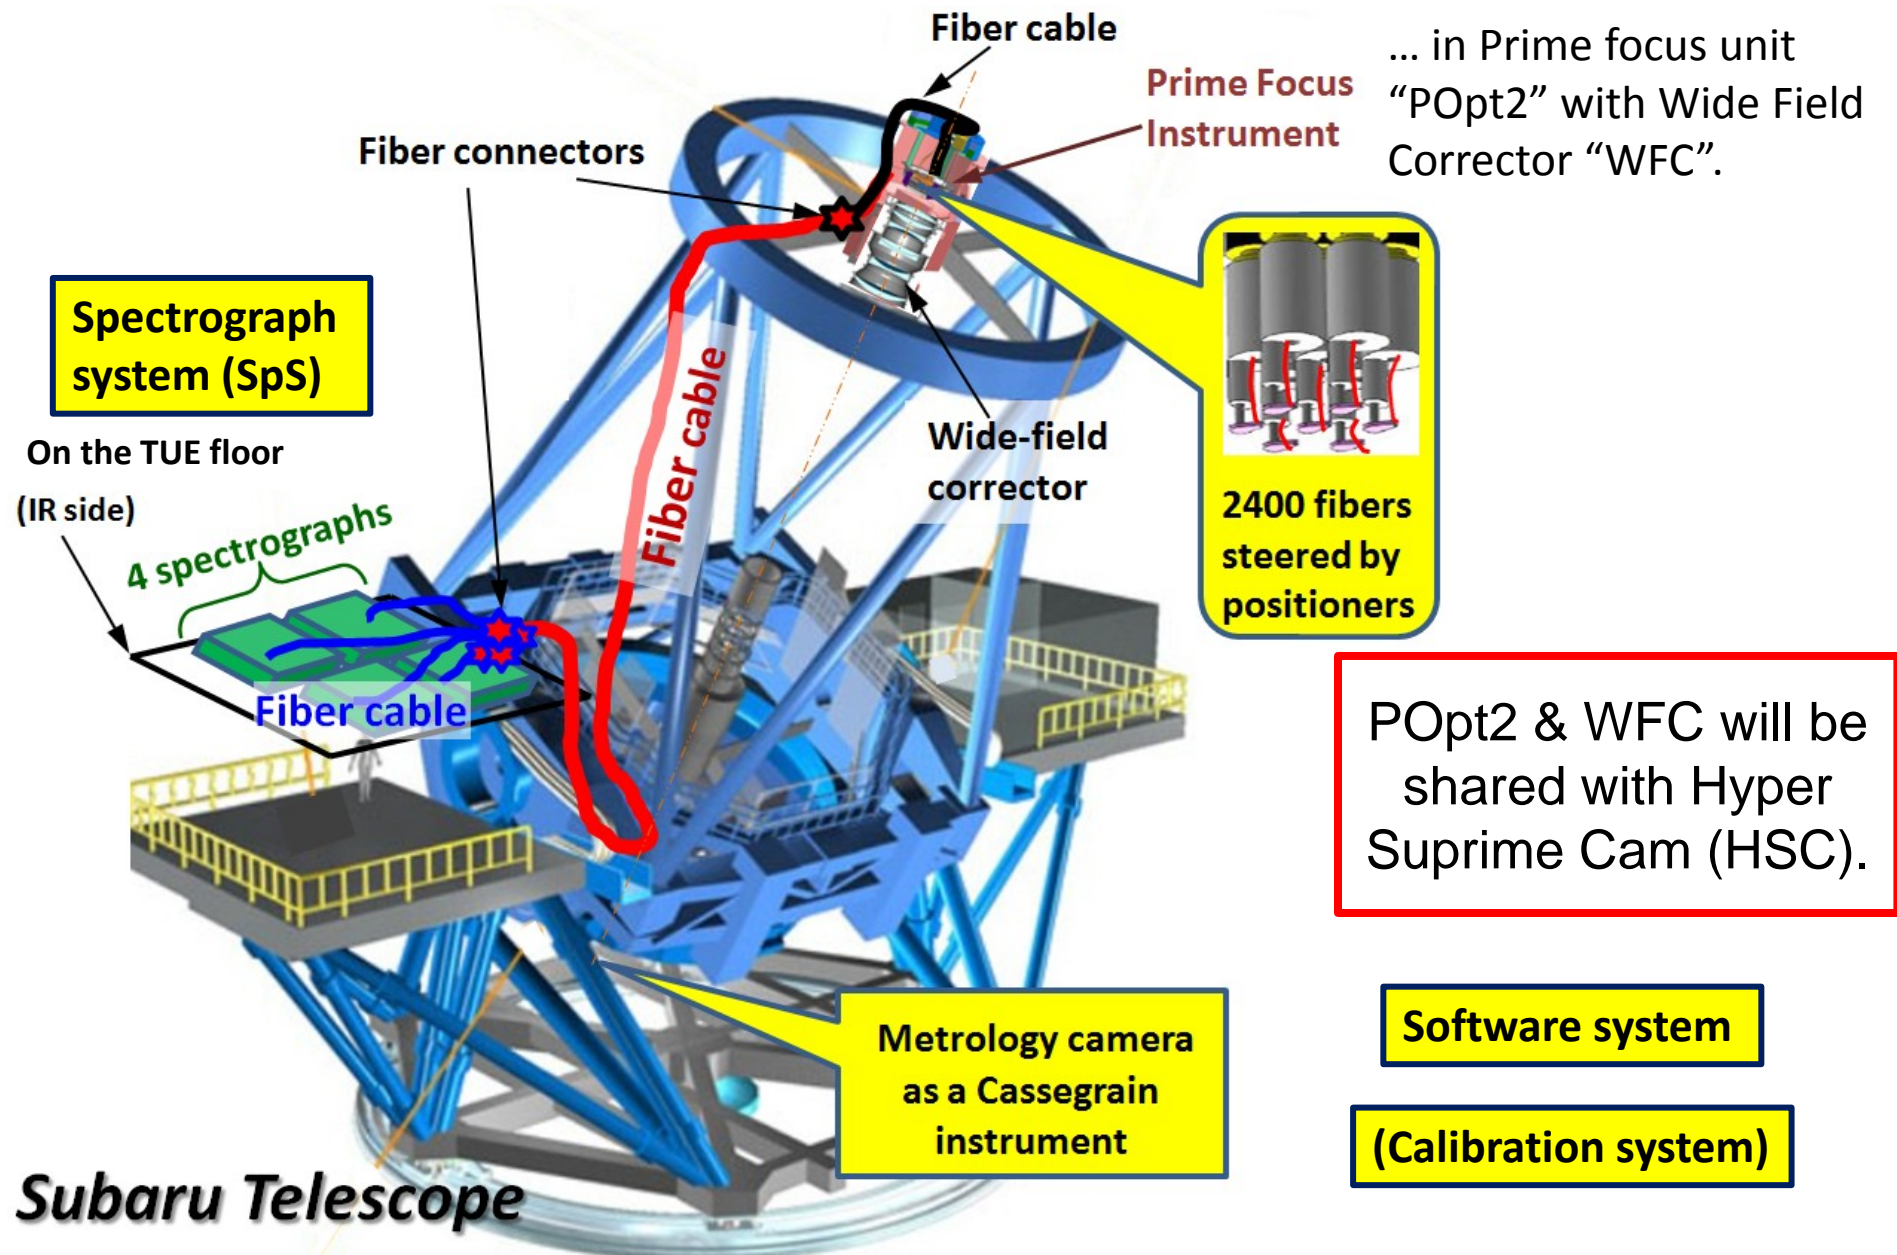 Fiber cable
… in Prime focus unit
“POpt2” with Wide Field
Corrector “WFC”.
Prime Focus
Instrument
Fiber connectors
Spectrograph
system (SpS)
On the TUE floor
(IR side)
4 spectrographs
Fiber cable
Fiber cable
Wide-field
corrector
2400 fibers
steered by
positioners
POpt2 & WFC will be
shared with Hyper
Suprime Cam (HSC).
Metrology camera
as a Cassegrain
instrument
Software system
(Calibration system)
Subaru Telescope